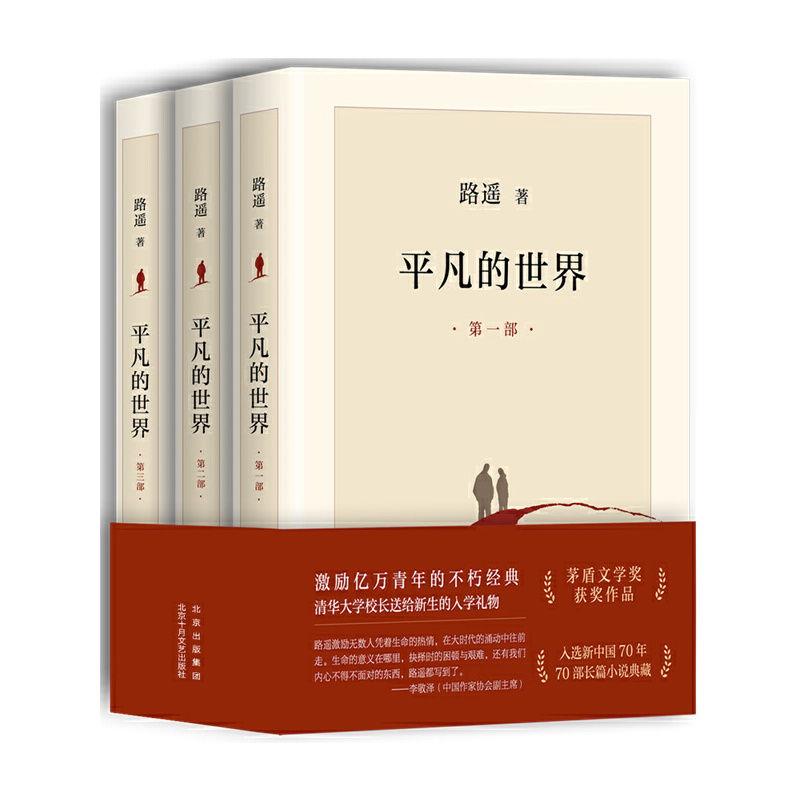 路遥 著
平凡的世界
·第三部·
路遥 著
平凡的世界
·第二部·
路遥 著
平凡的世界
·第一部·
路遥 著
平凡的世界
·第一部·
北京出版集团
北京十月文艺出版社
激励亿万青年的不朽经典
清华大学校长送给新生的入学礼物
路遥激励无数人凭着生命的热情，在大时代的涌动中往前
走。生命的意义在哪里，抉择时的困顿与艰难，还有我们
内心不得不面对的东西，路遥都写到了。
——李敬泽（中国作家协会副主席）
茅盾文学奖
获奖作品
入选新中国70年
70部长篇小说典藏